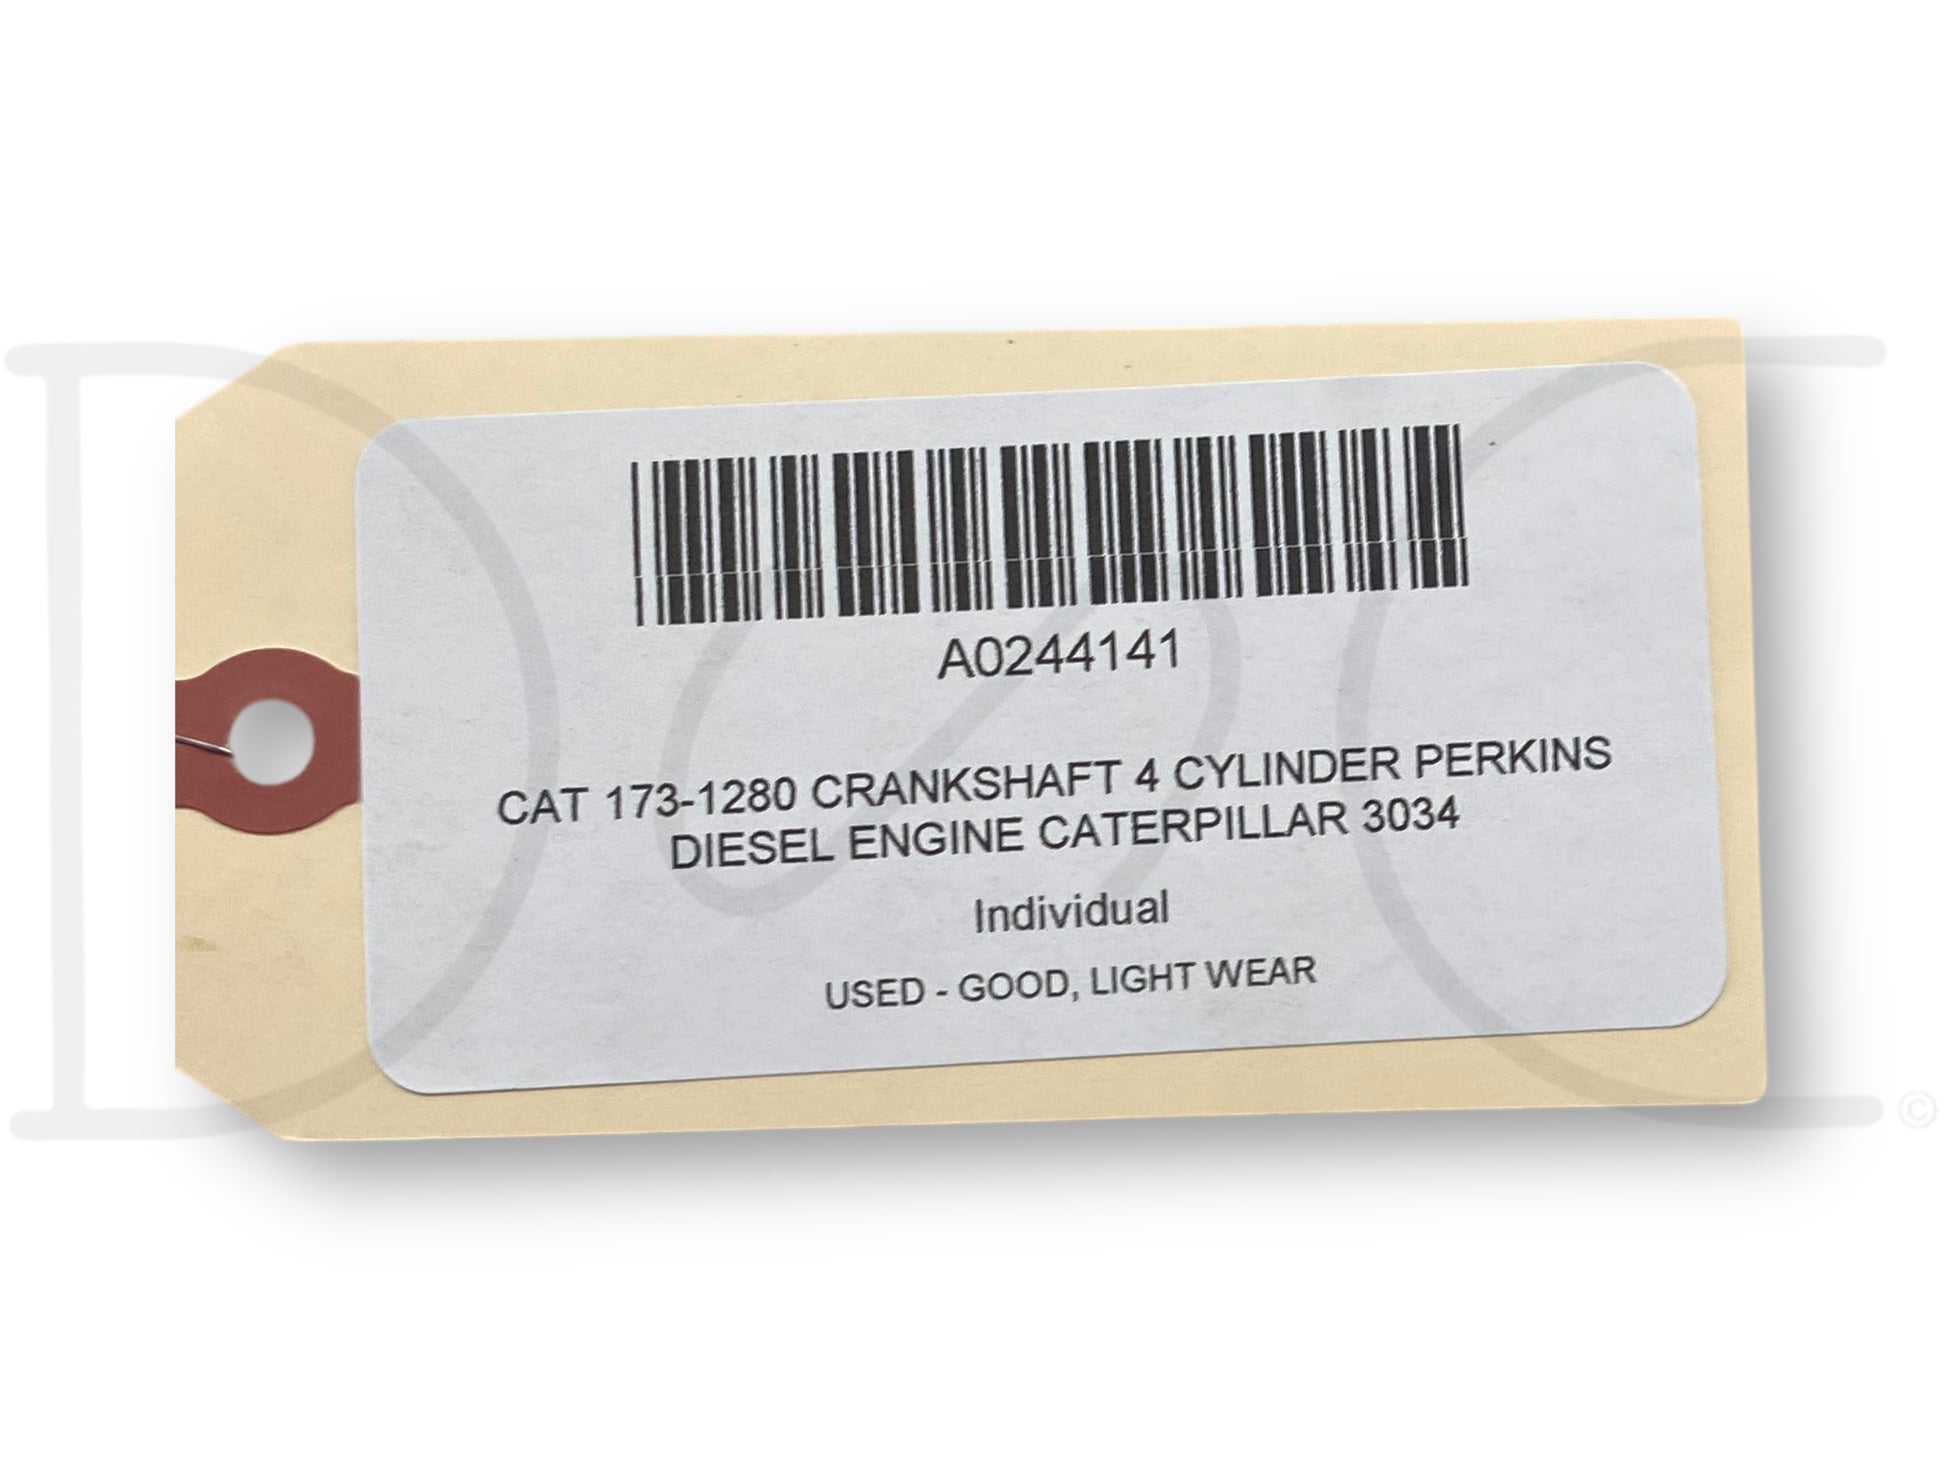 A0244141
CAT 173-1280 CRANKSHAFT 4 CYLINDER PERKINS
DIESEL ENGINE CATERPILLAR 3034
Individual
USED - GOOD, LIGHT WEAR
©